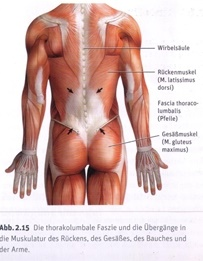 Wirbelsäule
Rückenmuskel
(M. latissimus
dorsi)
Fascia thoraco-
lumbalis
(Pfeile)
Gesäßmuskel
(M. gluteus
maximus)
Abb. 2.15 Die thorakolumbale Faszie und die Übergänge in
die Muskulatur des Rückens, des Gesäßes, des Bauches und
der Arme.